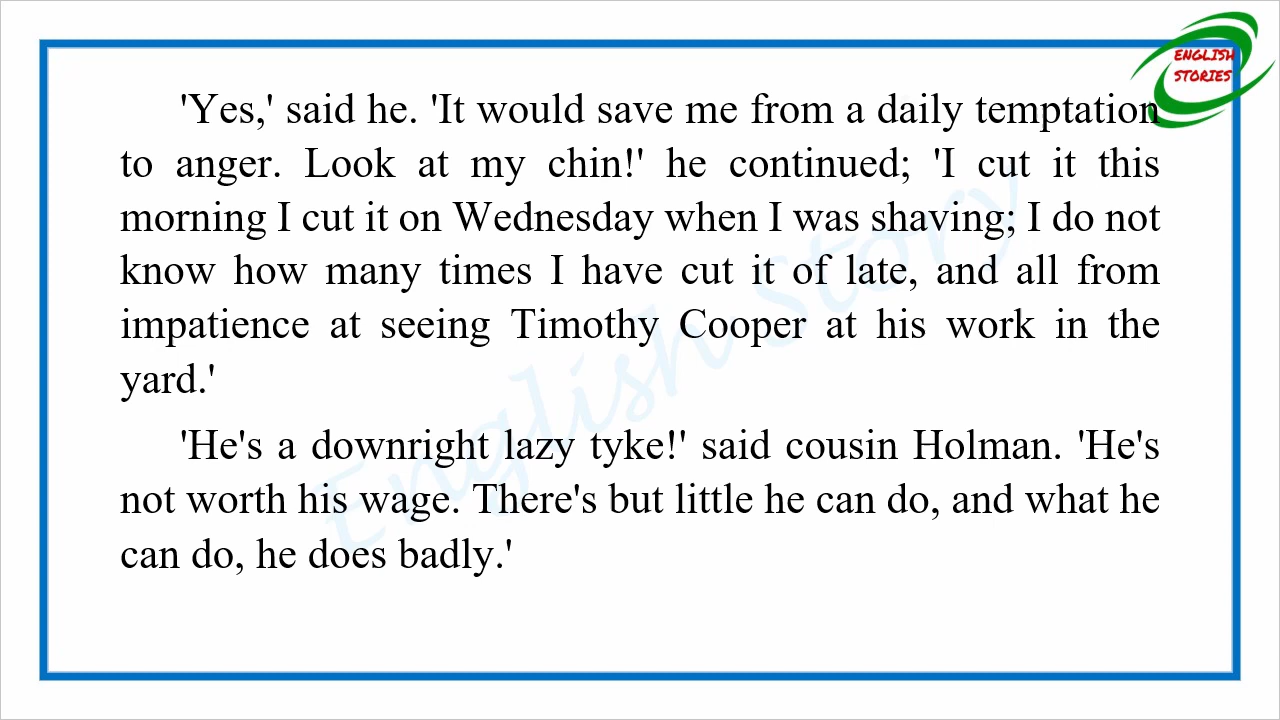 ENGLISH
STORIES
'Yes,' said he. 'It would save me from a daily temptation
to anger. Look at my chin!' he continued; 'I cut it this
morning I cut it on Wednesday when I was shaving; I do not
know how many times I have cut it of late, and all from
impatience at seeing Timothy Cooper at his work in the
yard.'
'He's a downright lazy tyke!' said cousin Holman. 'He's
not worth his wage. There's but little he can do, and what he
can do, he does badly.'
English Story